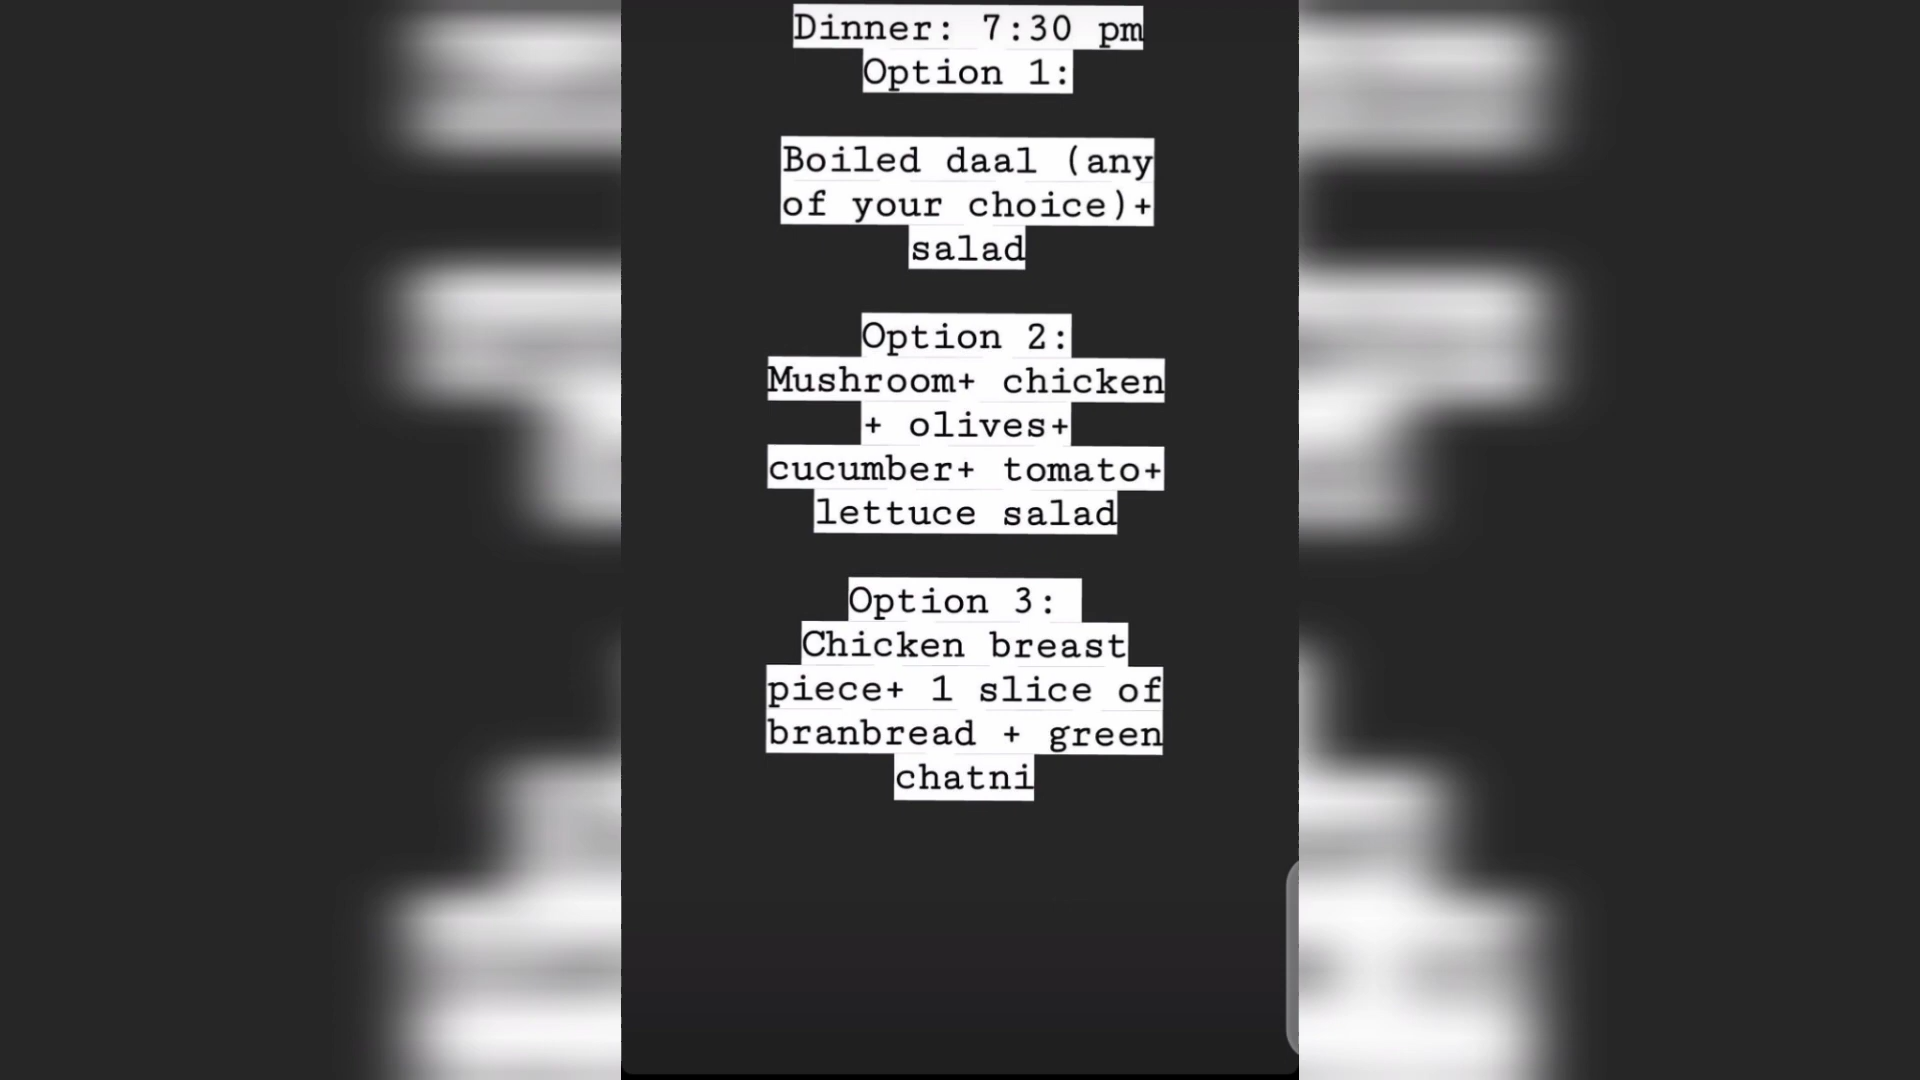 Dinner: 7:30 pm
Option 1:
Boiled daal (any
of your choice)+
salad
Option 2:
Mushroom+ chicken
+ olives+
cucumber+ tomato+
lettuce salad
Option 3:
Chicken breast
piece+ 1 slice of
branbread + green
chatni